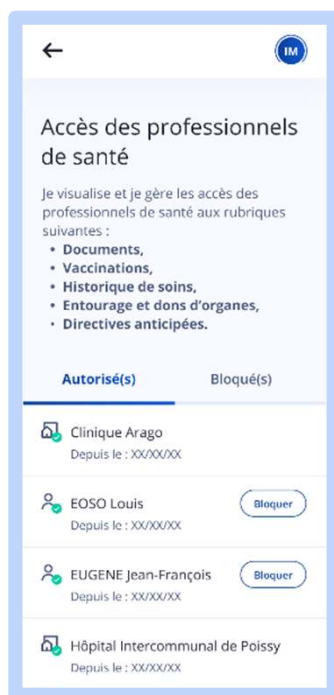 IM
Accès des professionnels
de santé
Je visualise et je gère les accès des
professionnels de santé aux rubriques
suivantes :
• Documents,
• Vaccinations,
• Historique de soins,
• Entourage et dons d'organes,
• Directives anticipées.
Autorisé(s) Bloqué(s)
Clinique Arago
Depuis le : XX/XX/XX
EOSO Louis Bloquer
Depuis le : XX/XX/XX
EUGENE Jean-François Bloquer
Depuis le : XX/XX/XX
Hôpital Intercommunal de Poissy
Depuis le : XX/XX/XX